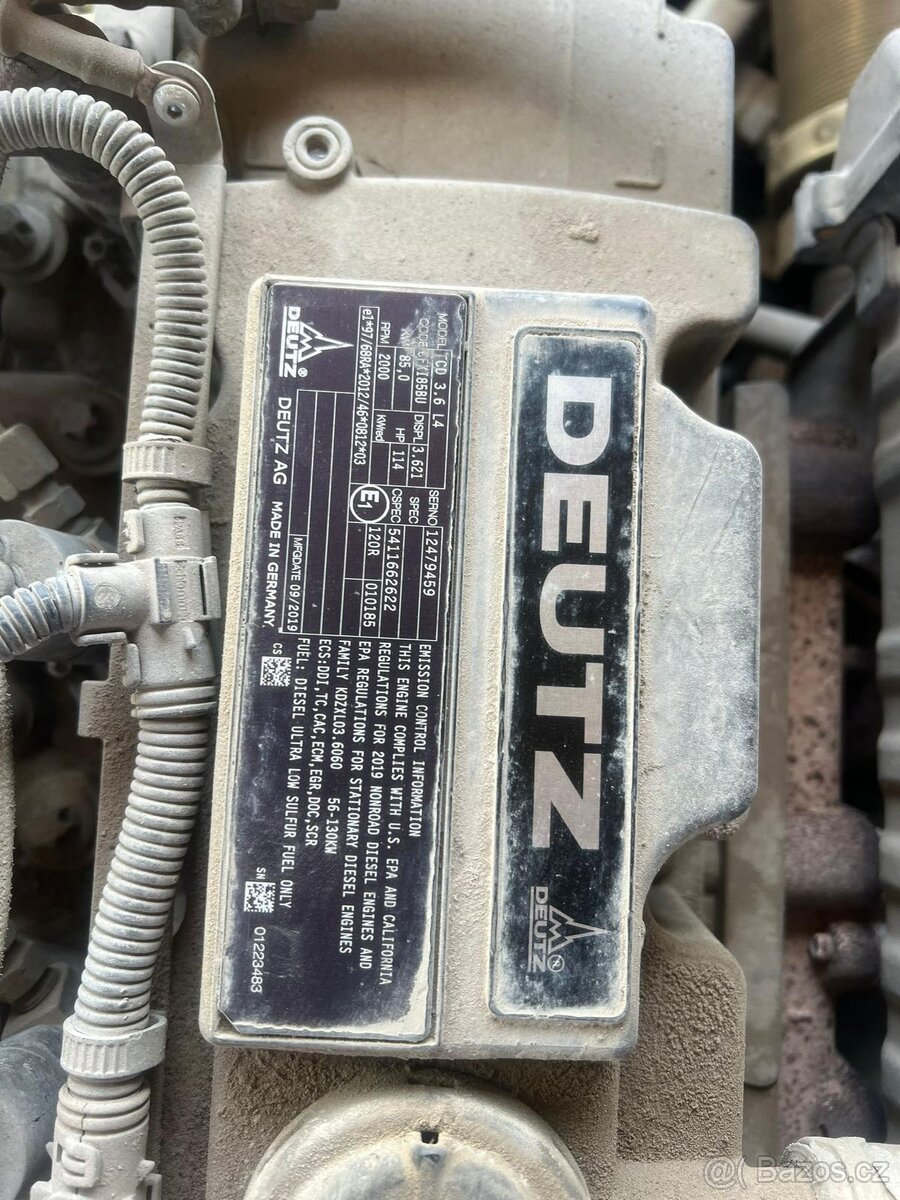 DEUTZ
DEUTZ
MODEL TCD 3.6 L4 DISPL 3.621 SERNO 12479459
CODE 85BU SPEC
kW 85,0 HP 114 CSPEC 5411662622
RPM 2000 KWred E1 120R 010185
e1*97/68RA*2012/46*0812*03
MFGDATE 09/2019
DEUTZ®
DEUTZ AG MADE IN GERMANY
EMISSION CONTROL INFORMATION
THIS ENGINE COMPLIES WITH U.S. EPA AND CALIFORNIA
REGULATIONS FOR 2019 NONROAD DIESEL ENGINES AND
EPA REGULATIONS FOR STATIONARY DIESEL ENGINES
FAMILY KDZXL03.6060 56-130KW
ECS:DDI,TC,CAC,ECM,EGR,DOC,SCR
FUEL: DIESEL ULTRA LOW SULFUR FUEL ONLY
CS
SN
01223483
Bazos.cz